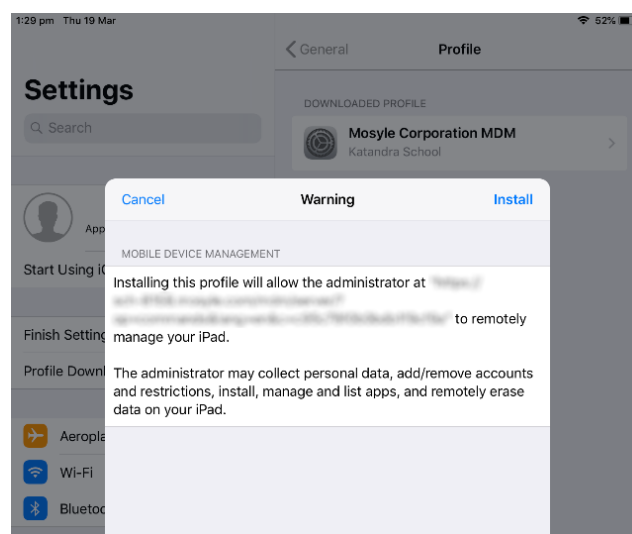 1:29 pm Thu 19 Mar
52%
Settings
Search
App
Start Using i
Finish Setting
Profile Downl
Aeropla
Wi-Fi
Bluetoo
General
Profile
DOWNLOADED PROFILE
Mosyle Corporation MDM
Katandra School
Cancel
Warning
Install
MOBILE DEVICE MANAGEMENT
Installing this profile will allow the administrator at
to remotely
manage your iPad.
The administrator may collect personal data, add/remove accounts
and restrictions, install, manage and list apps, and remotely erase
data on your iPad.